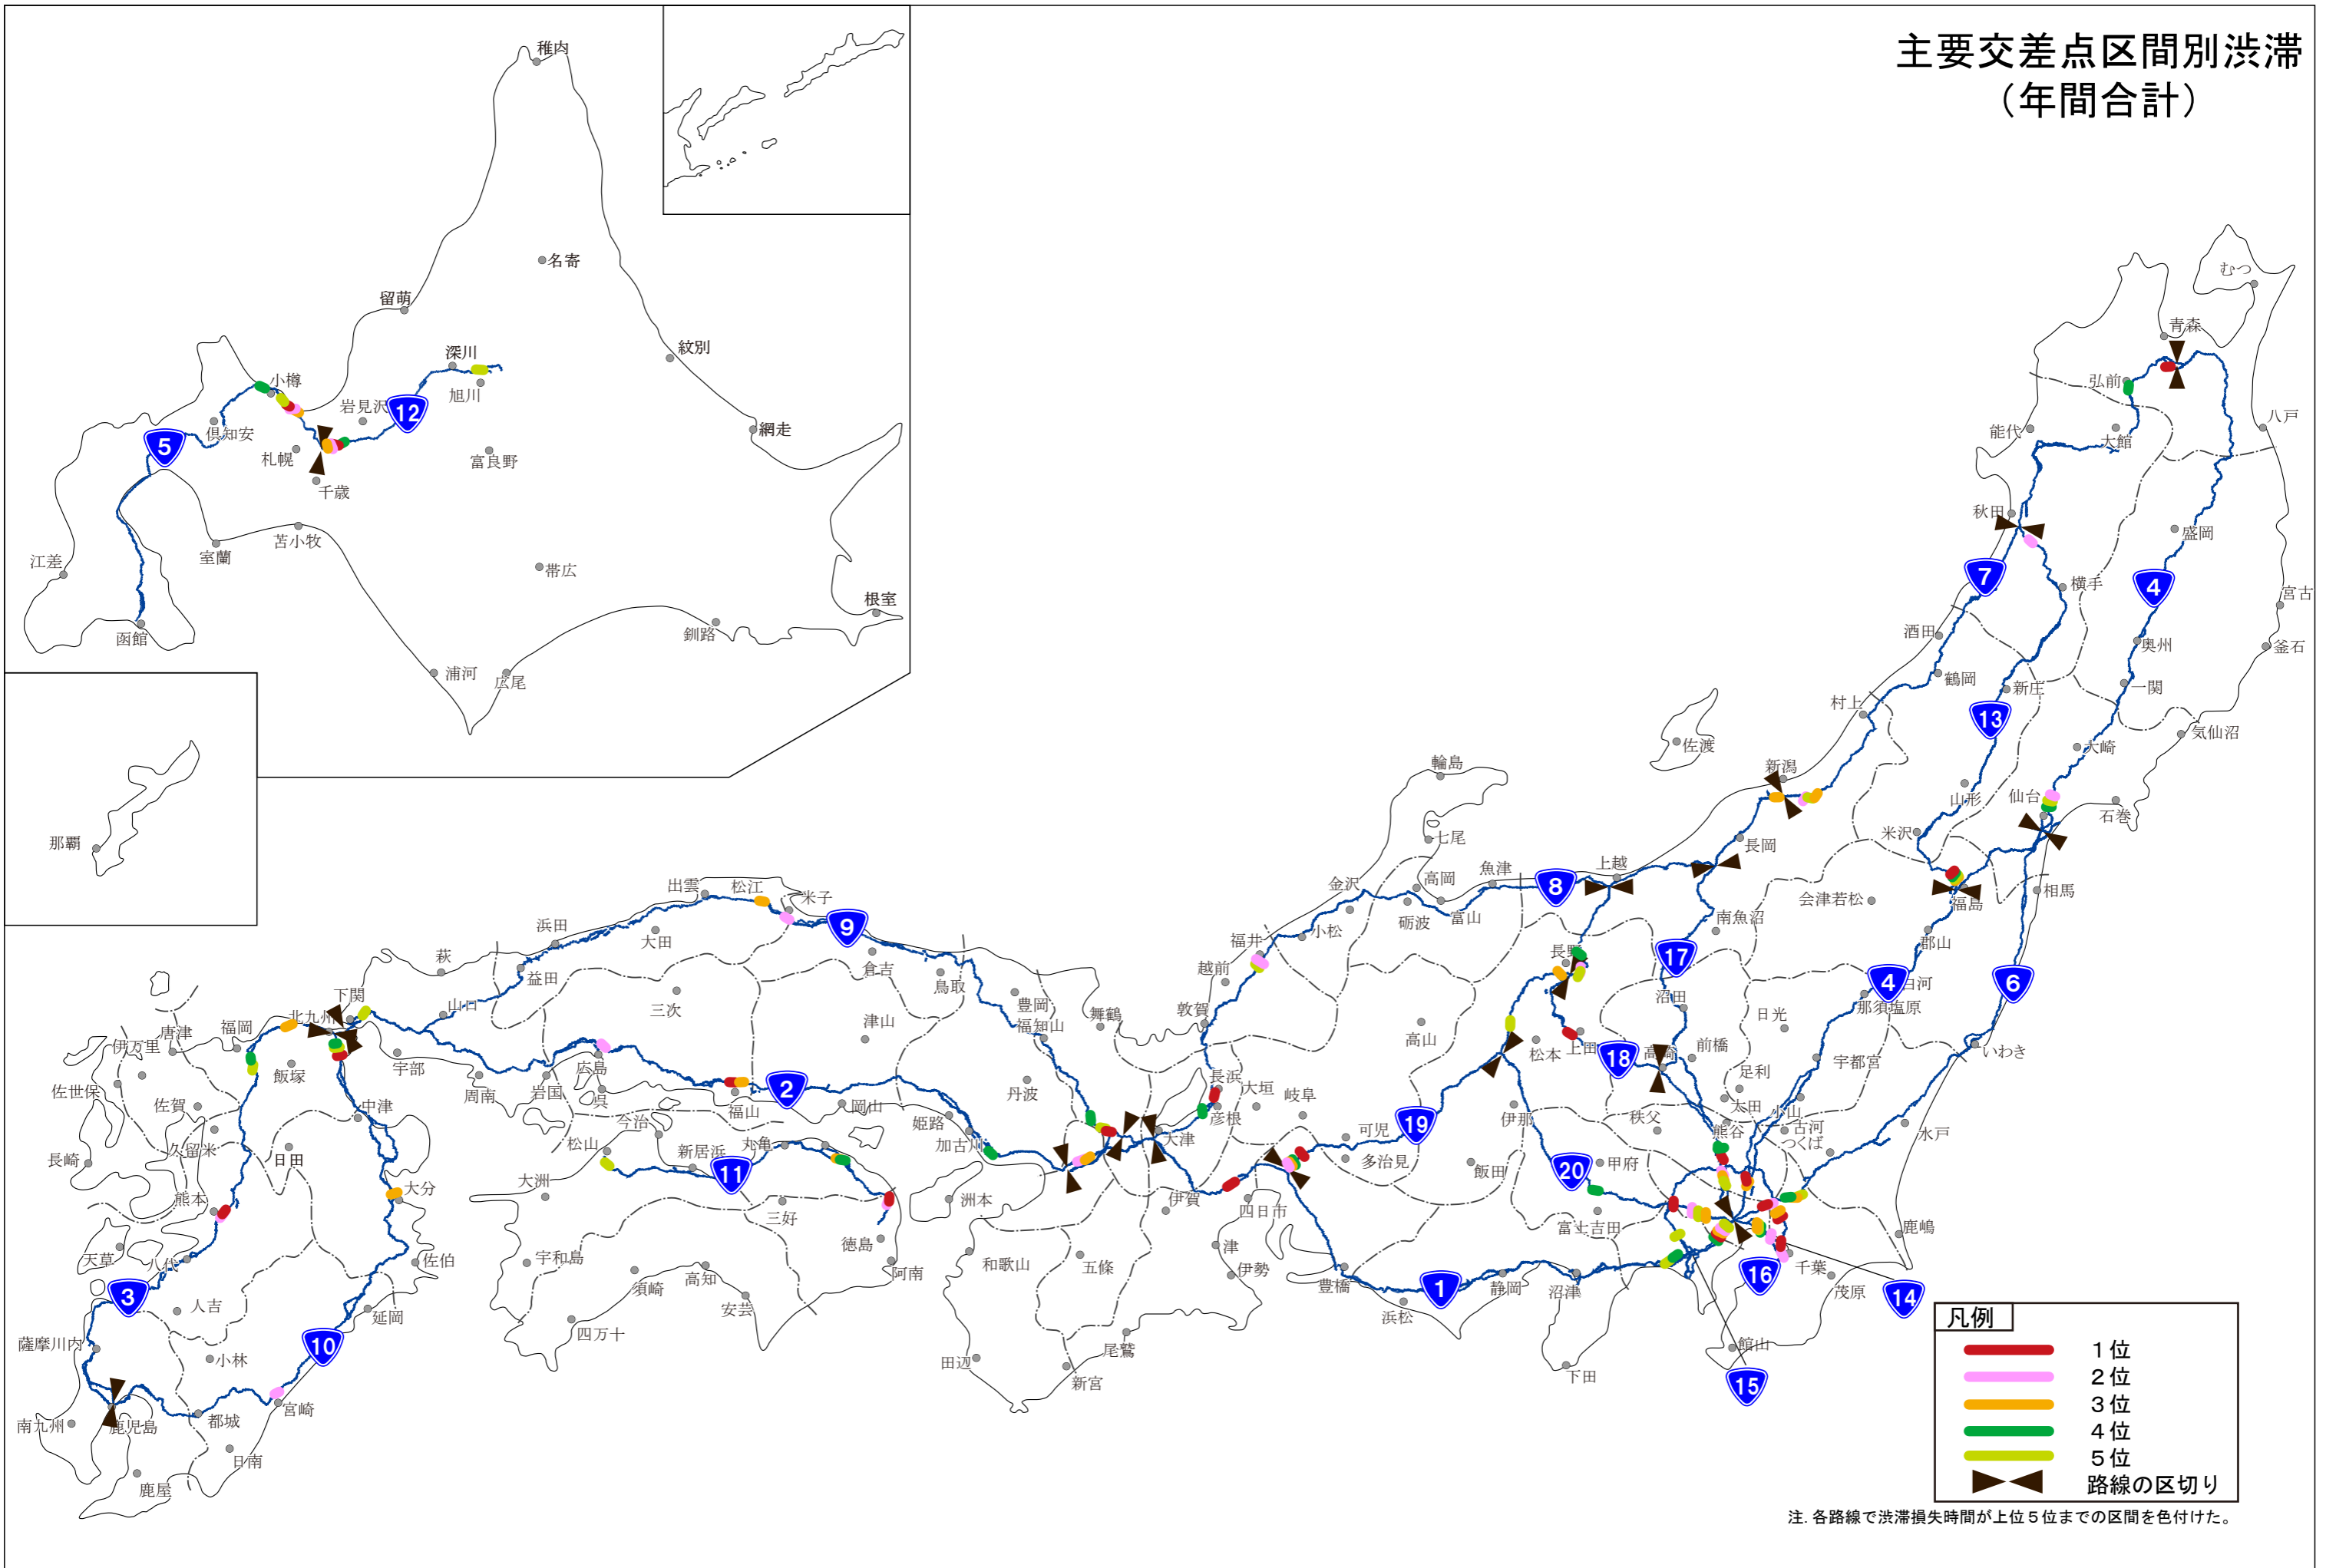 主要交差点区間別渋滞
（年間合計）
稚内
名寄
留萌
紋別
深川
旭川
小樽
岩見沢
12
網走
倶知安
5
札幌
富良野
千歳
江差
室蘭
苫小牧
帯広
根室
函館
釧路
浦河
広尾
那覇
むつ
青森
弘前
八戸
能代
大館
秋田
盛岡
7
4
横手
宮古
酒田
奥州
釜石
鶴岡
新庄
一関
村上
13
気仙沼
佐渡
大崎
輪島
新潟
山形
仙台
石巻
米沢
七尾
長岡
上越
魚津
高岡
金沢
8
会津若松
福島
相馬
出雲
松江
米子
砺波
富山
南魚沼
浜田
大田
9
小松
福井
長野
17
郡山
萩
益田
倉吉
鳥取
越前
4
白河
6
下関
山口
三次
豊岡
敦賀
沼田
那須塩原
北九州
津山
福知山
舞鶴
高山
日光
唐津
福岡
伊万里
飯塚
宇部
広島
松本
上田
18
高崎
前橋
宇都宮
いわき
佐世保
周南
岩国
呉
福山
2
岡山
丹波
長浜
大垣
岐阜
足利
佐賀
中津
今治
姫路
彦根
伊那
太田
小山
秩父
久留米
松山
新居浜
丸亀
加古川
大津
可児
19
熊谷
古河
つくば
水戸
長崎
日田
11
多治見
飯田
20
甲府
大洲
三好
洲本
伊賀
四日市
熊本
大分
富士吉田
鹿嶋
天草
八代
佐伯
宇和島
徳島
和歌山
五條
津
伊勢
豊橋
1
静岡
沼津
16
千葉
3
須崎
高知
阿南
茂原
14
人吉
延岡
安芸
浜松
薩摩川内
10
四万十
小林
田辺
尾鷲
新宮
下田
館山
15
南九州
鹿児島
都城
宮崎
日南
鹿屋
凡例
１位
２位
３位
４位
５位
路線の区切り
注. 各路線で渋滞損失時間が上位５位までの区間を色付けた。